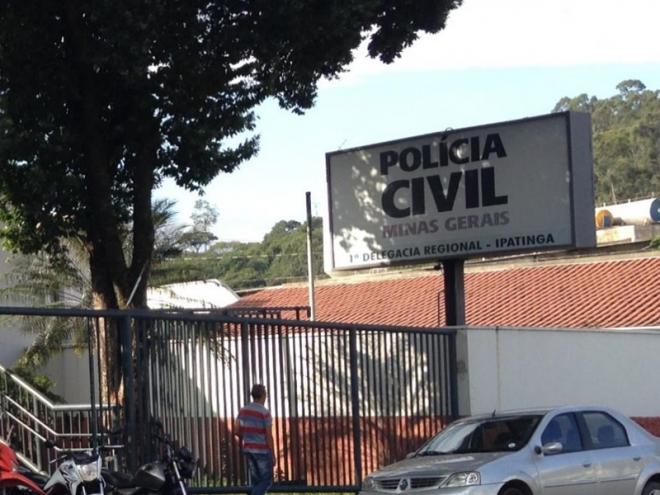 POLÍCIA
CIVIL
MINAS GERAIS
1ª DELEGACIA REGIONAL - IPATINGA